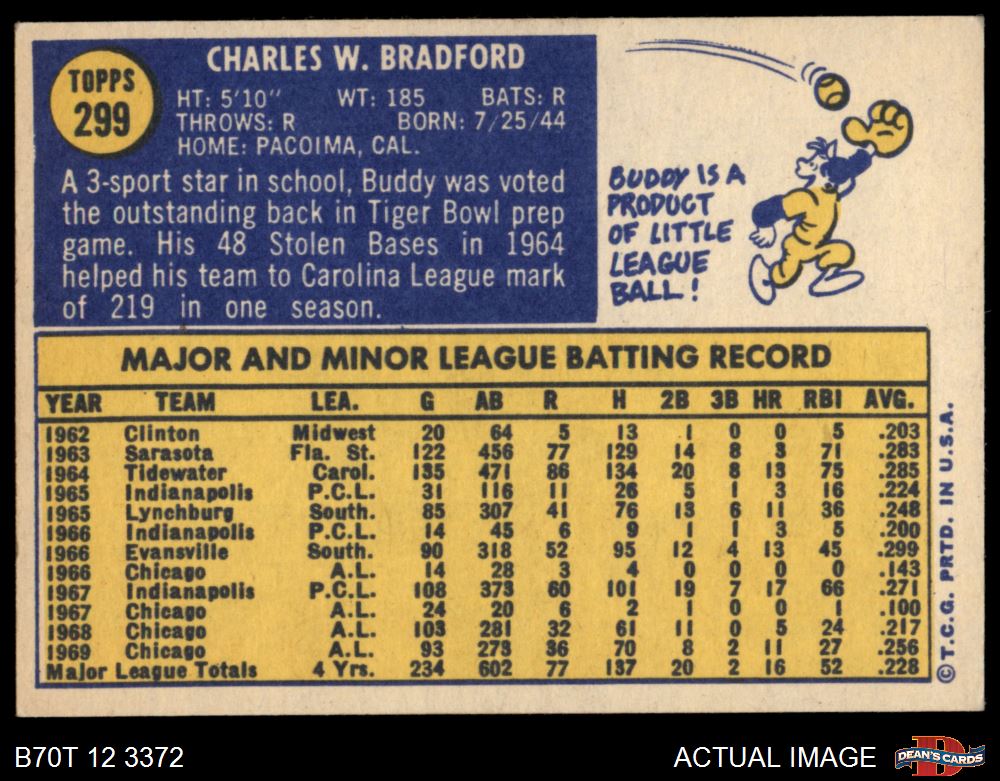 TOPPS
299
CHARLES W. BRADFORD
HT: 5'10" WT: 185 BATS: R
THROWS: R BORN: 7/25/44
HOME: PACOIMA, CAL.
A 3-sport star in school, Buddy was voted
the outstanding back in Tiger Bowl prep
game. His 48 Stolen Bases in 1964
helped his team to Carolina League mark
of 219 in one season.
BUDDY IS A
PRODUCT
OF LITTLE
LEAGUE
BALL!
MAJOR AND MINOR LEAGUE BATTING RECORD
YEAR TEAM LEA. G AB R H 2B 3B HR RBI AVG.
1962 Clinton Midwest 20 64 5 13 1 0 0 5 .203
1963 Sarasota Fla. St. 122 456 77 129 14 8 3 71 .283
1964 Tidewater Carol. 135 471 86 134 20 8 13 75 .285
1965 Indianapolis P.C.L. 31 116 11 26 5 1 3 16 .224
1965 Lynchburg South. 85 307 41 76 13 6 11 36 .248
1966 Indianapolis P.C.L. 14 45 6 9 1 1 3 5 .200
1966 Evansville South. 90 318 52 95 12 4 13 45 .299
1966 Chicago A.L. 14 28 3 4 0 0 0 0 .143
1967 Indianapolis P.C.L. 108 373 60 101 19 7 17 66 .271
1967 Chicago A.L. 24 20 6 2 1 0 0 1 .100
1968 Chicago A.L. 103 281 32 61 11 0 5 24 .217
1969 Chicago A.L. 93 273 36 70 8 2 11 27 .256
Major League Totals 4 Yrs. 234 602 77 137 20 2 16 52 .228
© T.C.G. PRTD. IN U.S.A.
B70T 12 3372
ACTUAL IMAGE
D
DEAN'S CARDS